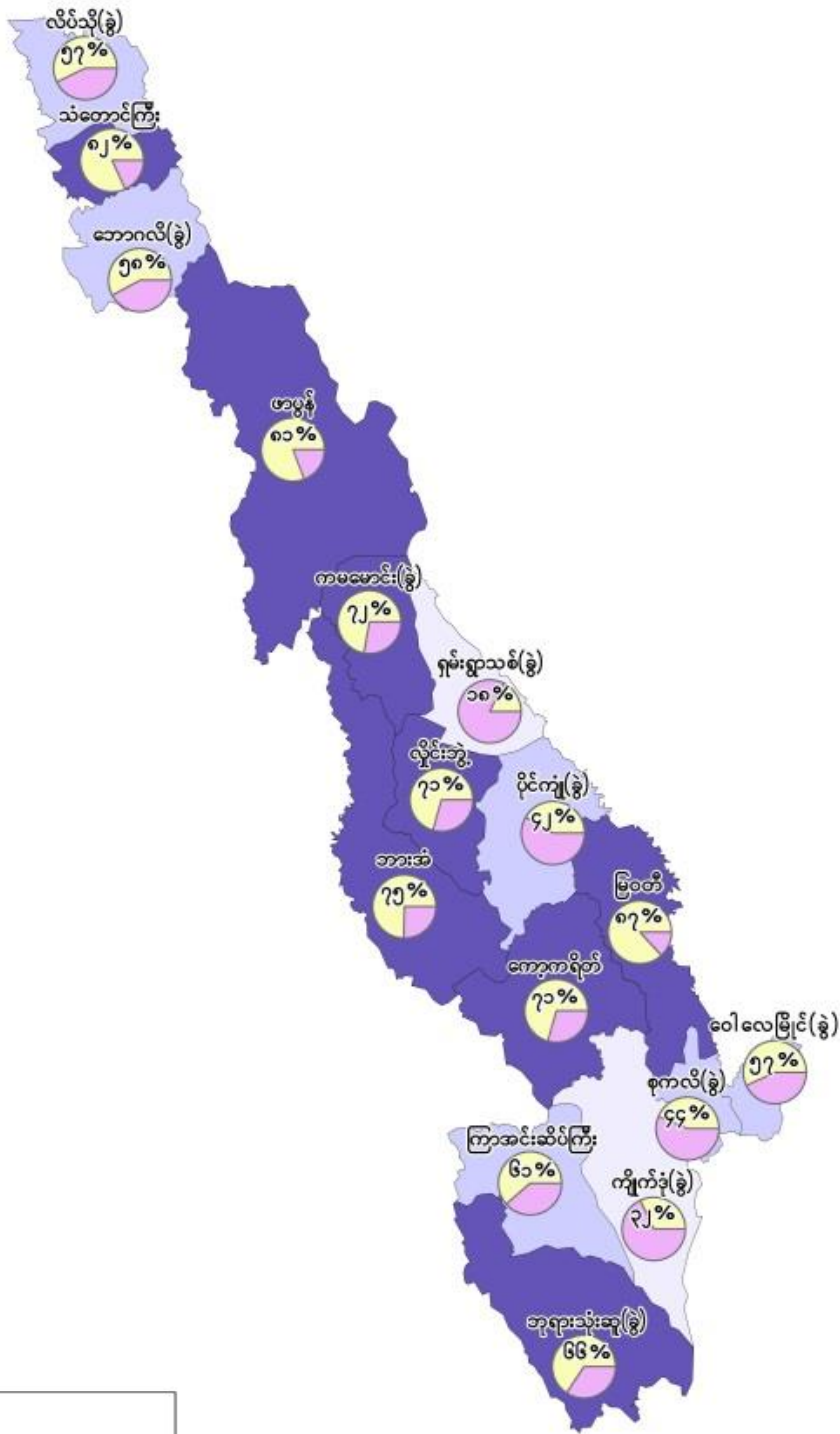 လိပ်သို(ခွဲ)
၅၇%
သံတောင်ကြီး
၈၂%
ဘောဂလိ(ခွဲ)
၅၈%
ဖာပွန်
၈၁%
ကမမောင်း(ခွဲ)
၇၂%
ရှမ်းရွာသစ်(ခွဲ)
၁၈%
လှိုင်းဘွဲ့
၇၁%
ပိုင်ကျုံ(ခွဲ)
၄၂%
ဘားအံ
၇၅%
မြဝတီ
၈၇%
ကော့ကရိတ်
၇၁%
ဝေါလေမြိုင်(ခွဲ)
၅၇%
စုကလိ(ခွဲ)
၄၄%
ကြာအင်းဆိပ်ကြီး
၆၁%
ကျိုက်ဒုံ(ခွဲ)
၃၂%
ဘုရားသုံးဆူ(ခွဲ)
၆၆%